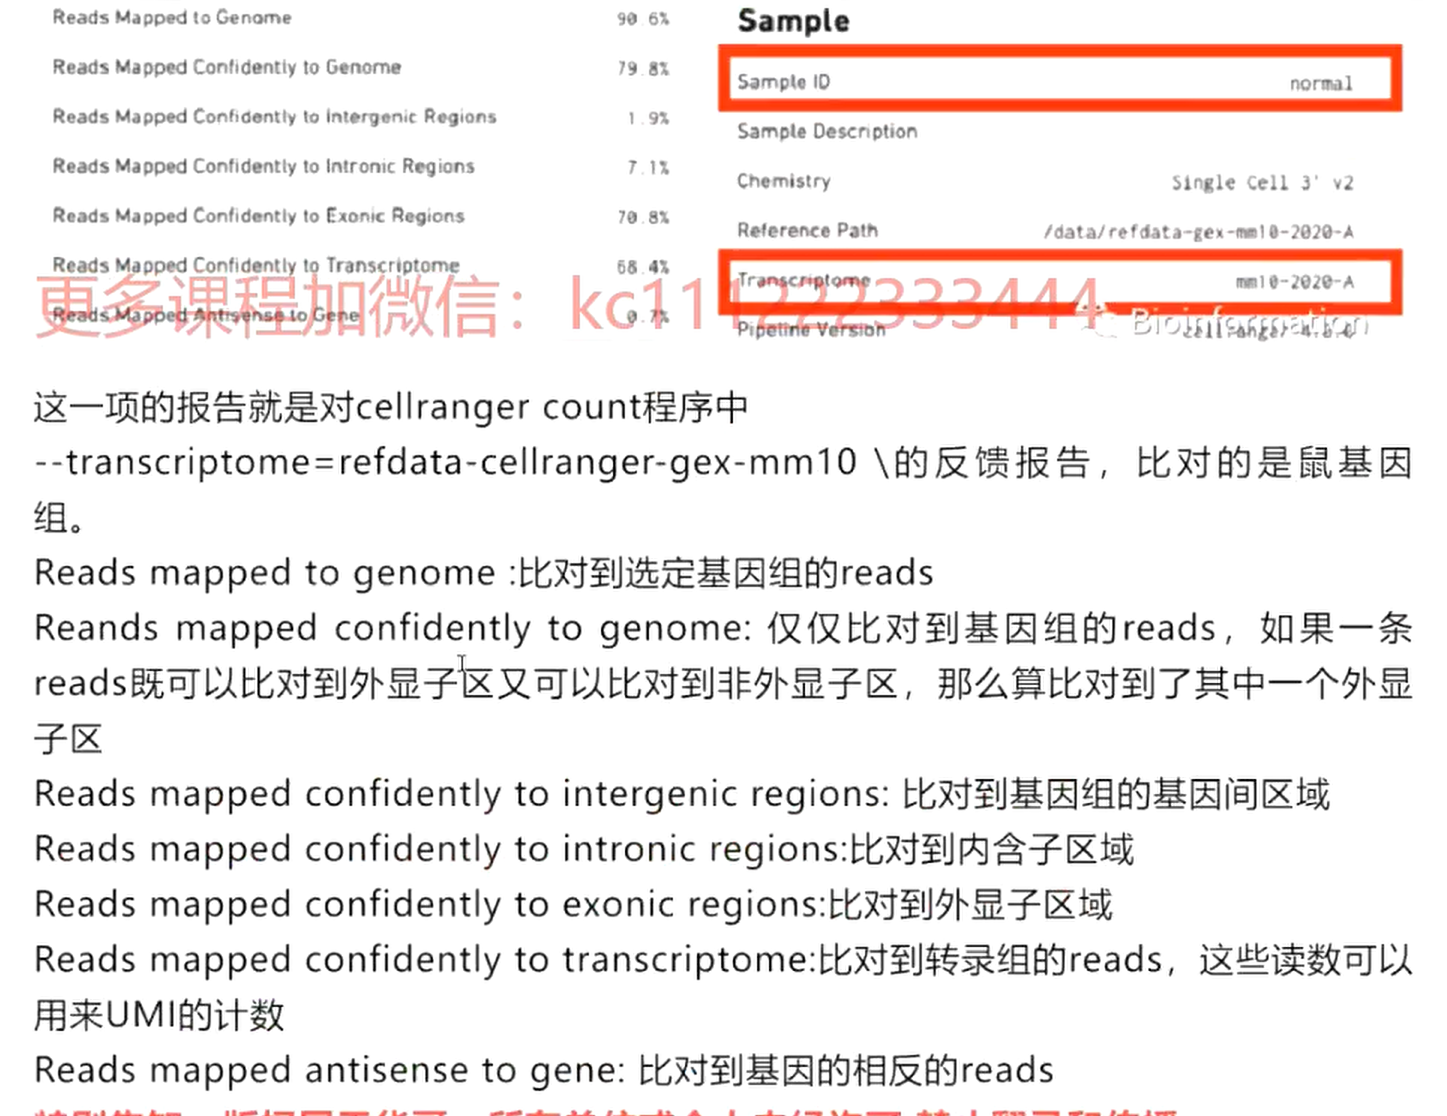 Reads Mapped to Genome 90.6%
Reads Mapped Confidently to Genome 79.8%
Reads Mapped Confidently to Intergenic Regions 1.9%
Reads Mapped Confidently to Intronic Regions 7.1%
Reads Mapped Confidently to Exonic Regions 70.8%
Reads Mapped Confidently to Transcriptome 68.4%
Reads Mapped Antisense to Gene 0.7%
Sample
Sample ID normal
Sample Description
Chemistry Single Cell 3' v2
Reference Path /data/refdata-gex-mm10-2020-A
Transcriptome mm10-2020-A
Pipeline Version cellranger-4.0.0
更多课程加微信：kc111222333444
Bioinformation
这一项的报告就是对cellranger count程序中
--transcriptome=refdata-cellranger-gex-mm10 \的反馈报告，比对的是鼠基因
组。
Reads mapped to genome :比对到选定基因组的reads
Reands mapped confidently to genome: 仅仅比对到基因组的reads，如果一条
reads既可以比对到外显子区又可以比对到非外显子区，那么算比对到了其中一个外显
子区
Reads mapped confidently to intergenic regions: 比对到基因组的基因间区域
Reads mapped confidently to intronic regions:比对到内含子区域
Reads mapped confidently to exonic regions:比对到外显子区域
Reads mapped confidently to transcriptome:比对到转录组的reads，这些读数可以
用来UMI的计数
Reads mapped antisense to gene: 比对到基因的相反的reads